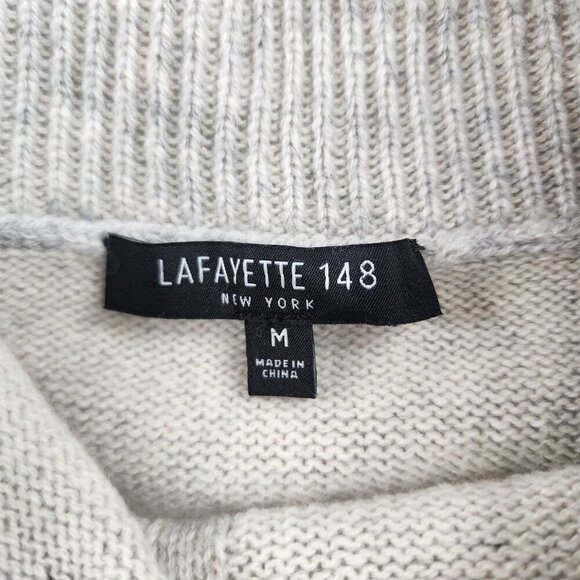 LAFAYETTE 148
NEW YORK
M
MADE IN
CHINA